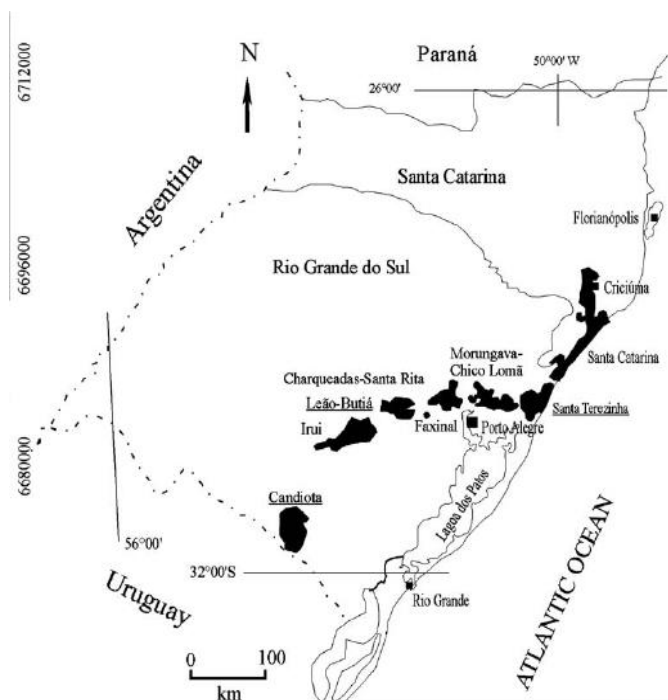 6712000
N
Paraná
50°00' W
26°00'
Argentina
Santa Catarina
Florianópolis
6696000
Rio Grande do Sul
Criciúma
Morungava-
Chico Lomã
Santa Catarina
Charqueadas-Santa Rita
Leão-Butiá
Santa Terezinha
Irui
Faxinal
Porto Alegre
6680000
Candiota
Lagoa dos Patos
56°00'
32°00'S
Uruguay
Rio Grande
ATLANTIC OCEAN
0 100
km